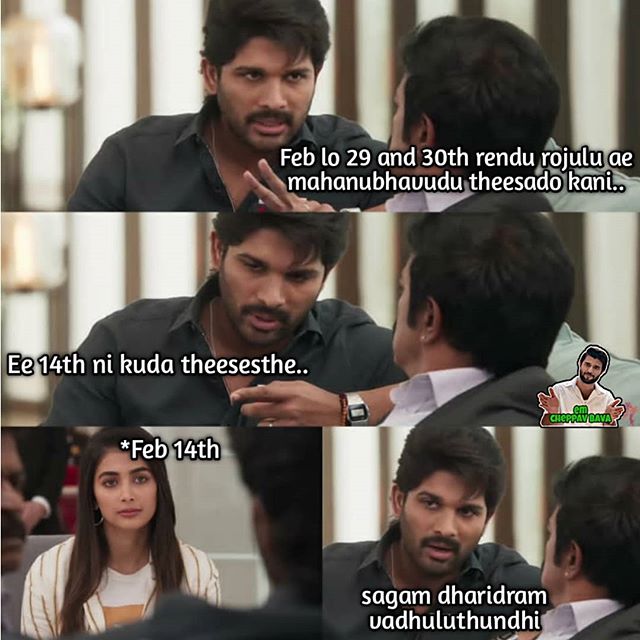 Feb lo 29 and 30th rendu rojulu ae
mahanubhavudu theesado kani..
Ee 14th ni kuda theesesthe..
em
CHEPPAV BAVA
*Feb 14th
sagam dharidram
vadhuluthundhi